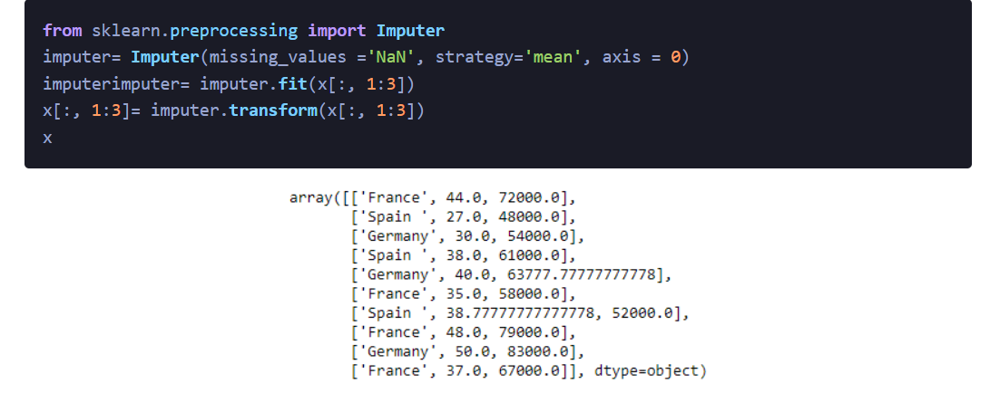 from sklearn.preprocessing import Imputer
imputer= Imputer(missing_values ='NaN', strategy='mean', axis = 0)
imputerimputer= imputer.fit(x[:, 1:3])
x[:, 1:3]= imputer.transform(x[:, 1:3])
x
array([['France', 44.0, 72000.0],
['Spain ', 27.0, 48000.0],
['Germany', 30.0, 54000.0],
['Spain ', 38.0, 61000.0],
['Germany', 40.0, 63777.77777777778],
['France', 35.0, 58000.0],
['Spain ', 38.77777777777778, 52000.0],
['France', 48.0, 79000.0],
['Germany', 50.0, 83000.0],
['France', 37.0, 67000.0]], dtype=object)